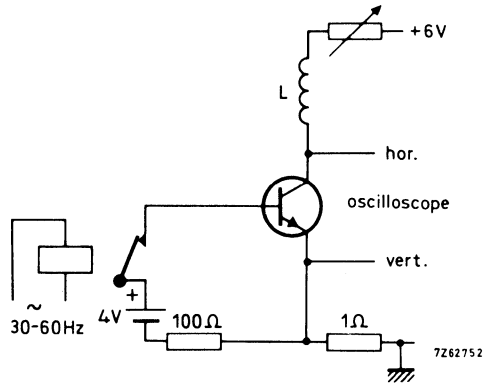 +6V
L
hor.
oscilloscope
vert.
+
4V
~
30-60Hz
100Ω
1Ω
7Z62752